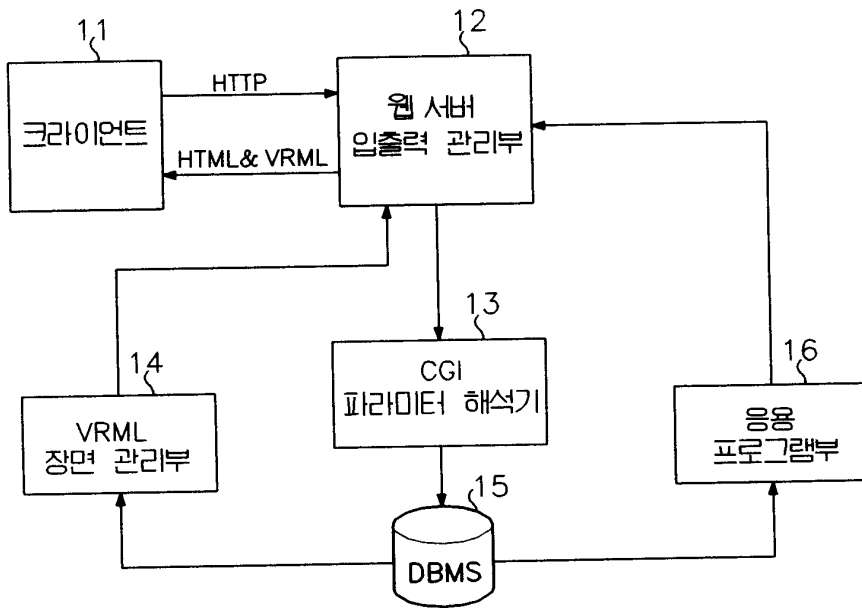 11
크라이언트
HTTP
HTML& VRML
12
웹 서버
입출력 관리부
13
CGI
파라미터 해석기
14
VRML
장면 관리부
15
DBMS
16
응용
프로그램부